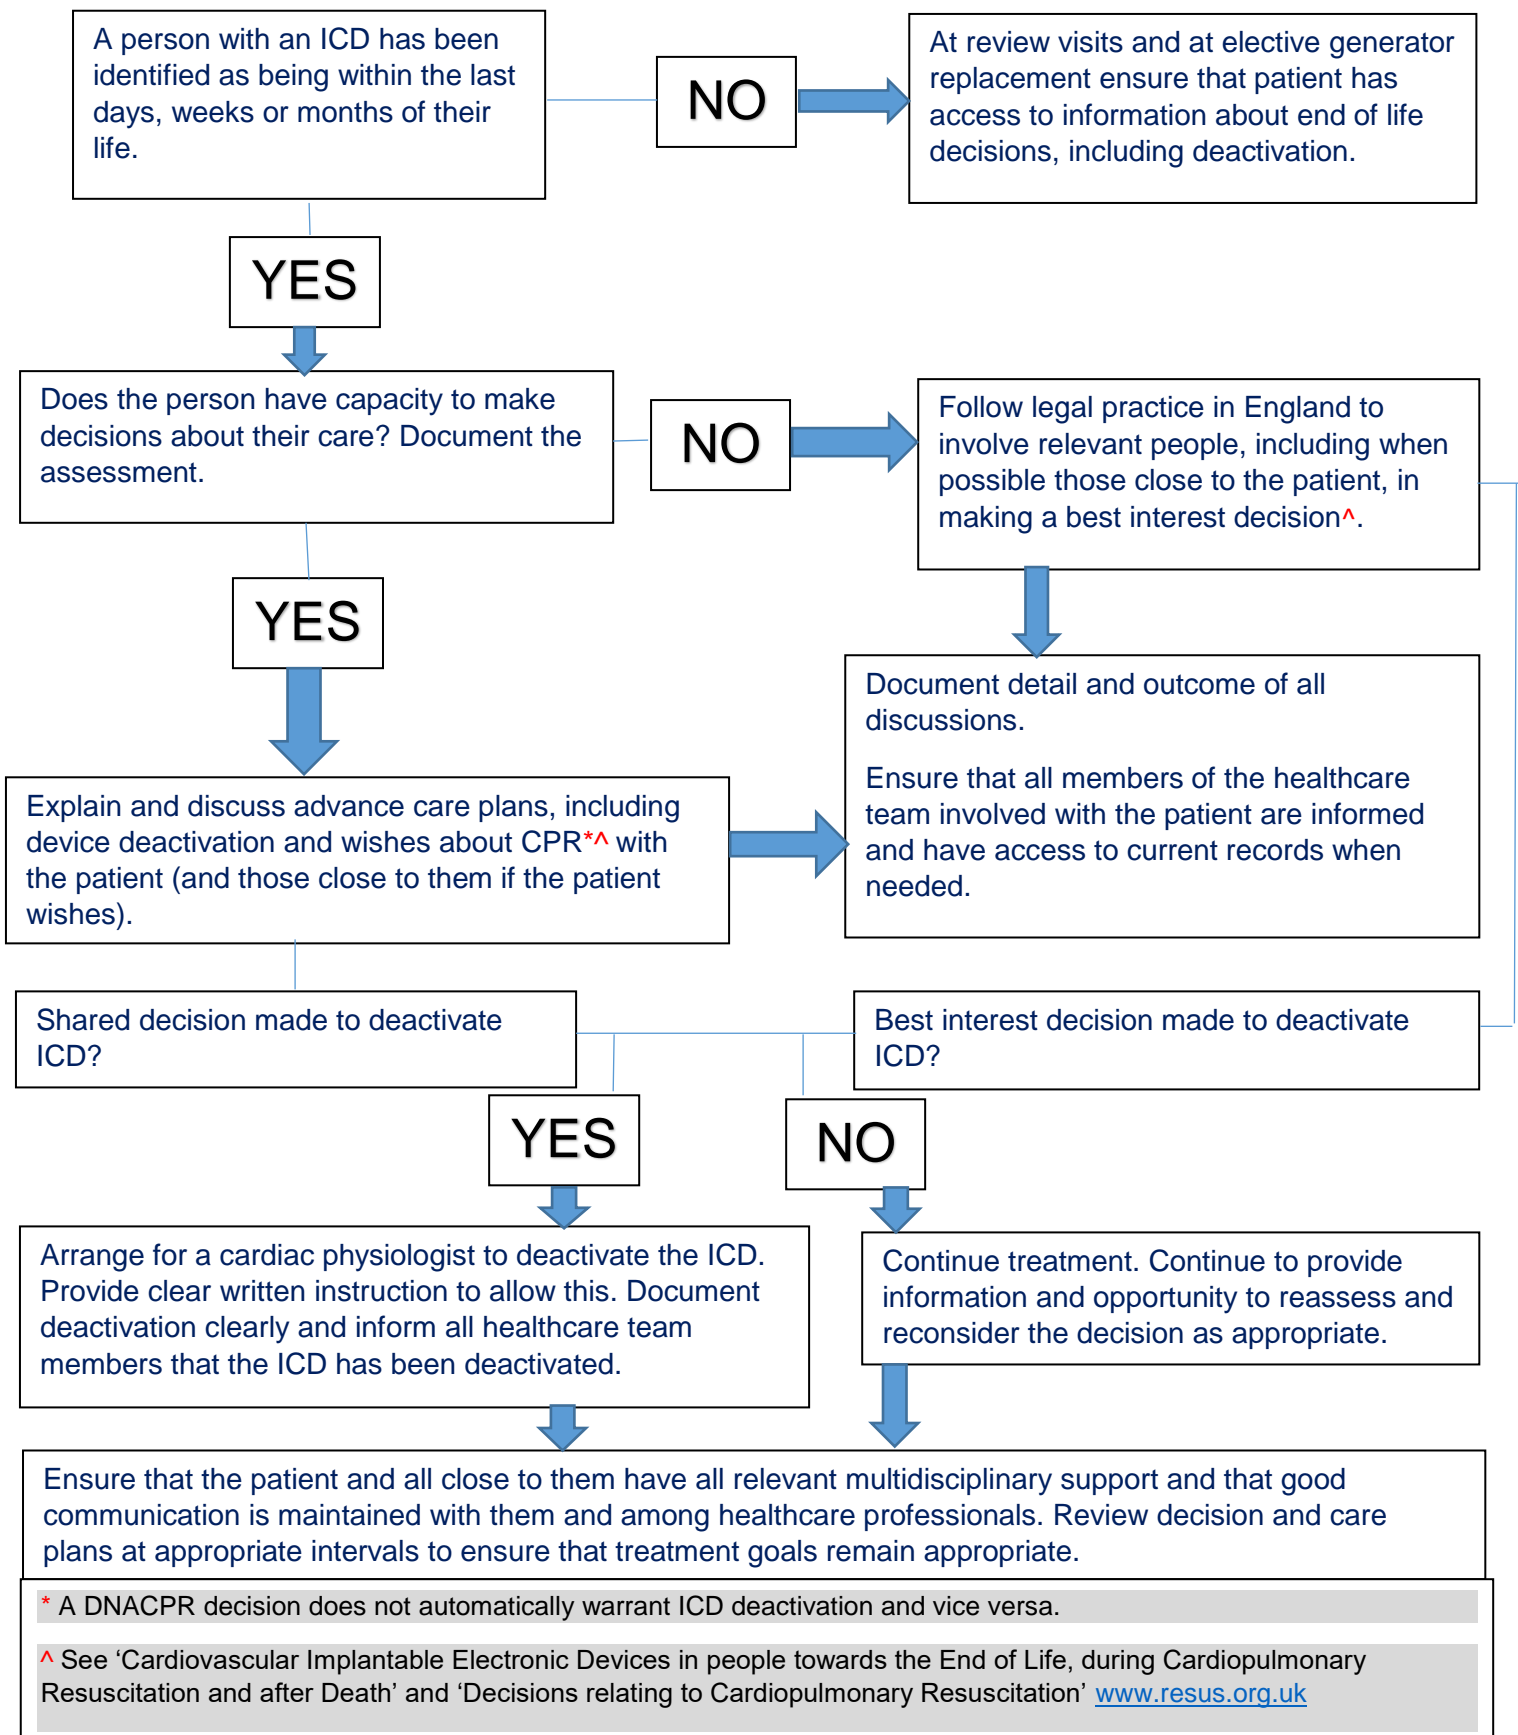 A person with an ICD has been
identified as being within the last
days, weeks or months of their
life.
NO
At review visits and at elective generator
replacement ensure that patient has
access to information about end of life
decisions, including deactivation.
YES
Does the person have capacity to make
decisions about their care? Document the
assessment.
NO
Follow legal practice in England to
involve relevant people, including when
possible those close to the patient, in
making a best interest decision^.
YES
Document detail and outcome of all
discussions.
Ensure that all members of the healthcare
team involved with the patient are informed
and have access to current records when
needed.
Explain and discuss advance care plans, including
device deactivation and wishes about CPR*^ with
the patient (and those close to them if the patient
wishes).
Shared decision made to deactivate
ICD?
Best interest decision made to deactivate
ICD?
YES
NO
Arrange for a cardiac physiologist to deactivate the ICD.
Provide clear written instruction to allow this. Document
deactivation clearly and inform all healthcare team
members that the ICD has been deactivated.
Continue treatment. Continue to provide
information and opportunity to reassess and
reconsider the decision as appropriate.
Ensure that the patient and all close to them have all relevant multidisciplinary support and that good
communication is maintained with them and among healthcare professionals. Review decision and care
plans at appropriate intervals to ensure that treatment goals remain appropriate.
* A DNACPR decision does not automatically warrant ICD deactivation and vice versa.
^ See ‘Cardiovascular Implantable Electronic Devices in people towards the End of Life, during Cardiopulmonary
Resuscitation and after Death’ and ‘Decisions relating to Cardiopulmonary Resuscitation’ www.resus.org.uk